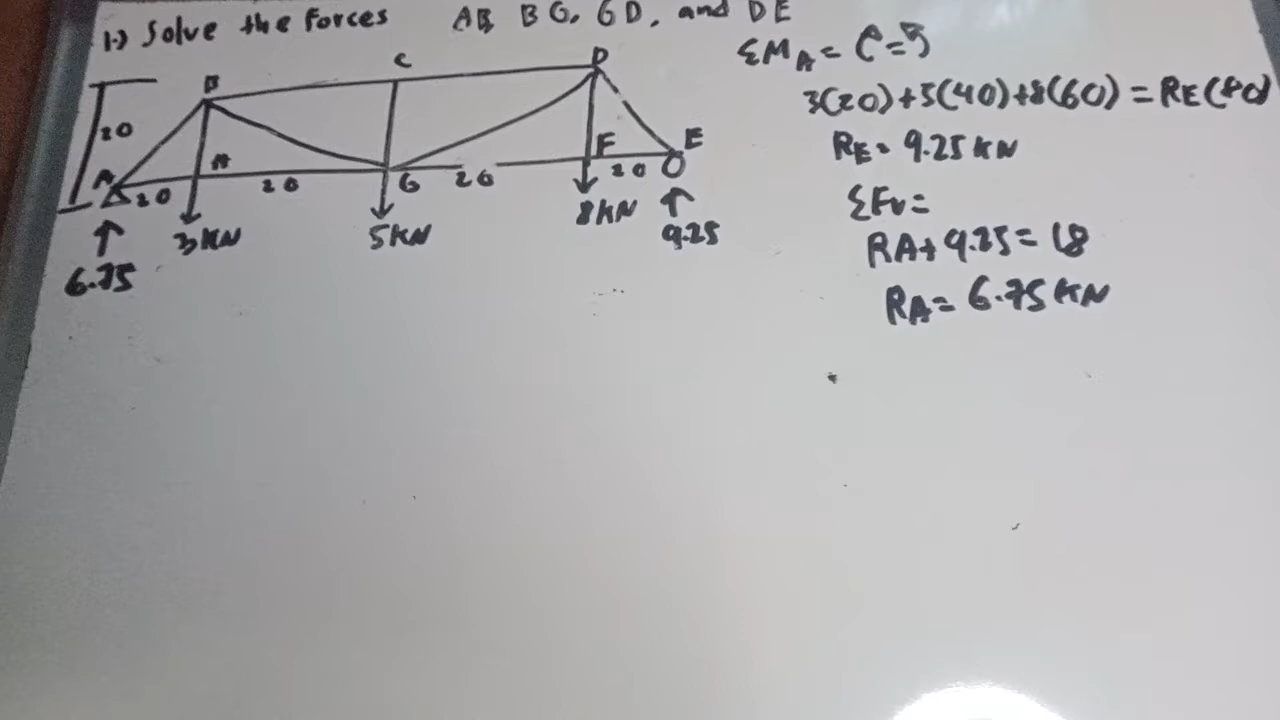 1.) Solve the Forces AB, BG, GD, and DE
ΣMA =
3(20)+5(40)+8(60) = RE(80)
RE = 9.25 KN
ΣFv =
RA + 9.25 = 18
RA = 6.75 KN
B
C
D
20
A
H
F
E
20
20
G
20
20
3KN
5KN
8KN
9.25
6.75